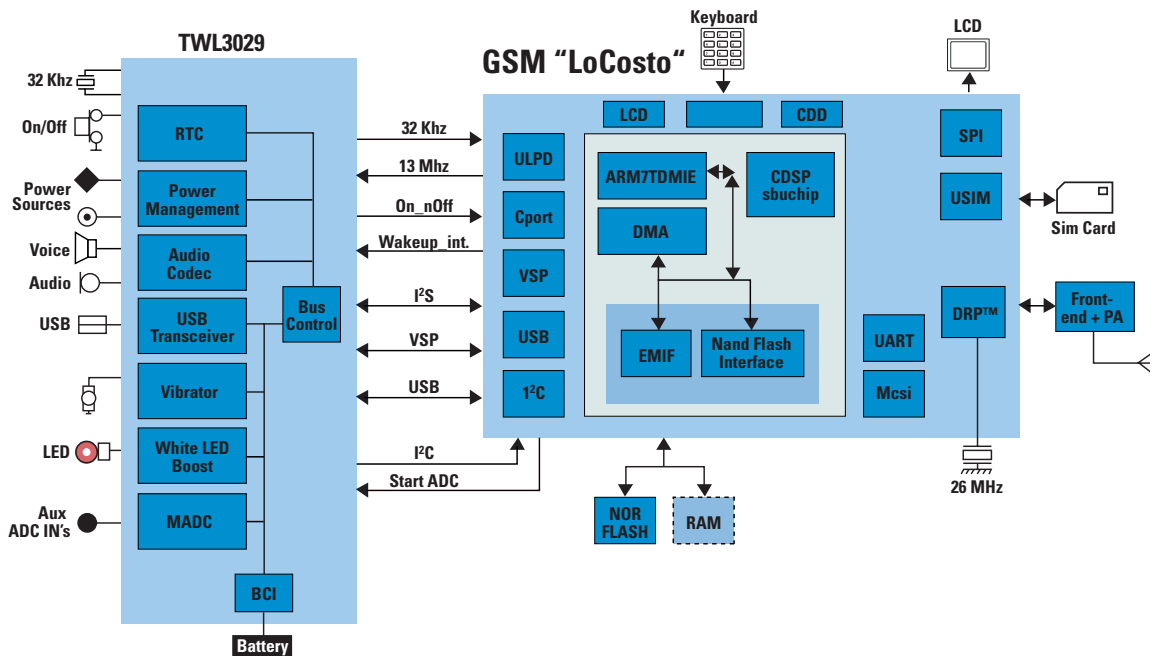 TWL3029
GSM “LoCosto“
Keyboard
LCD
32 Khz
On/Off
Power
Sources
Voice
Audio
USB
LED
Aux
ADC IN's
RTC
Power
Management
Audio
Codec
USB
Transceiver
Vibrator
White LED
Boost
MADC
Bus
Control
BCI
Battery
32 Khz
13 Mhz
On_nOff
Wakeup_int.
I²S
VSP
USB
I²C
Start ADC
ULPD
Cport
VSP
USB
1²C
LCD
CDD
ARM7TDMIE
CDSP
sbuchip
DMA
EMIF
Nand Flash
Interface
SPI
USIM
DRP™
UART
Mcsi
Sim Card
Front-
end + PA
26 MHz
NOR
FLASH
RAM